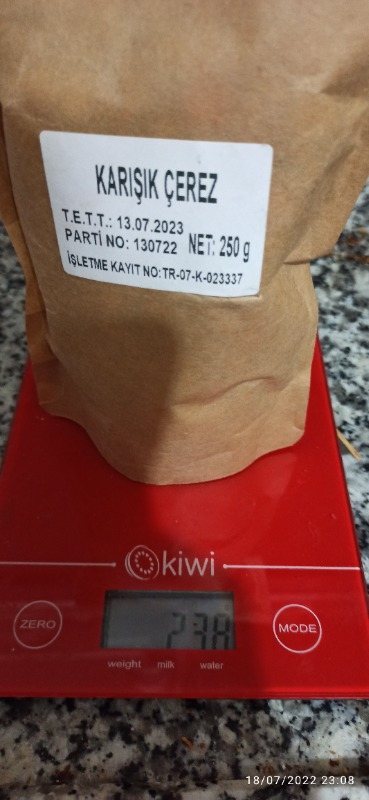 KARIŞIK ÇEREZ
T.E.T.T.: 13.07.2023
PARTİ NO: 130722 NET: 250 g
İŞLETME KAYIT NO:TR-07-K-023337
kiwi
ZERO 238 MODE
weight milk water
18/07/2022 23:08